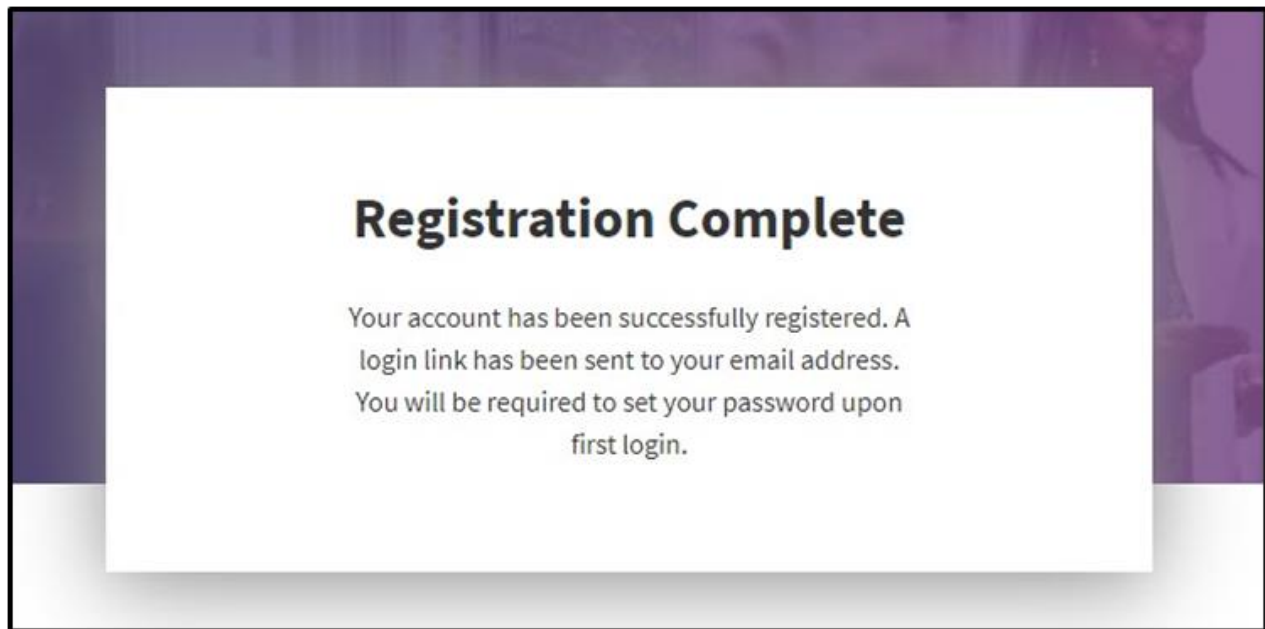 Registration Complete
Your account has been successfully registered. A
login link has been sent to your email address.
You will be required to set your password upon
first login.